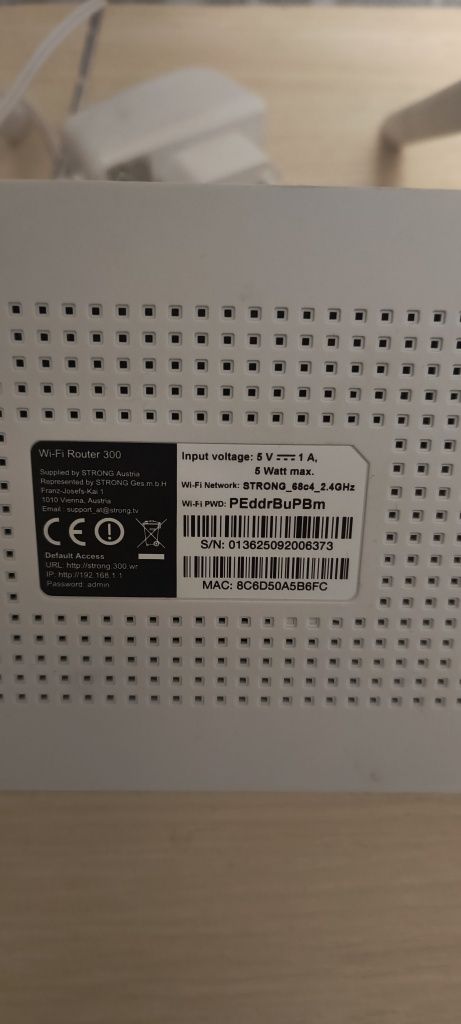 Wi-Fi Router 300
Supplied by STRONG Austria
Represented by STRONG Ges.m.b.H
Franz-Josefs-Kai 1
1010 Vienna, Austria
Email : support_at@strong.tv
CE
Default Access
URL: http://strong.300.wr
IP: http://192.168.1.1
Password: admin
Input voltage: 5 V 1 A,
5 Watt max.
Wi-Fi Network: STRONG_68c4_2.4GHz
Wi-Fi PWD: PEddrBuPBm
S/N: 013625092006373
MAC: 8C6D50A5B6FC